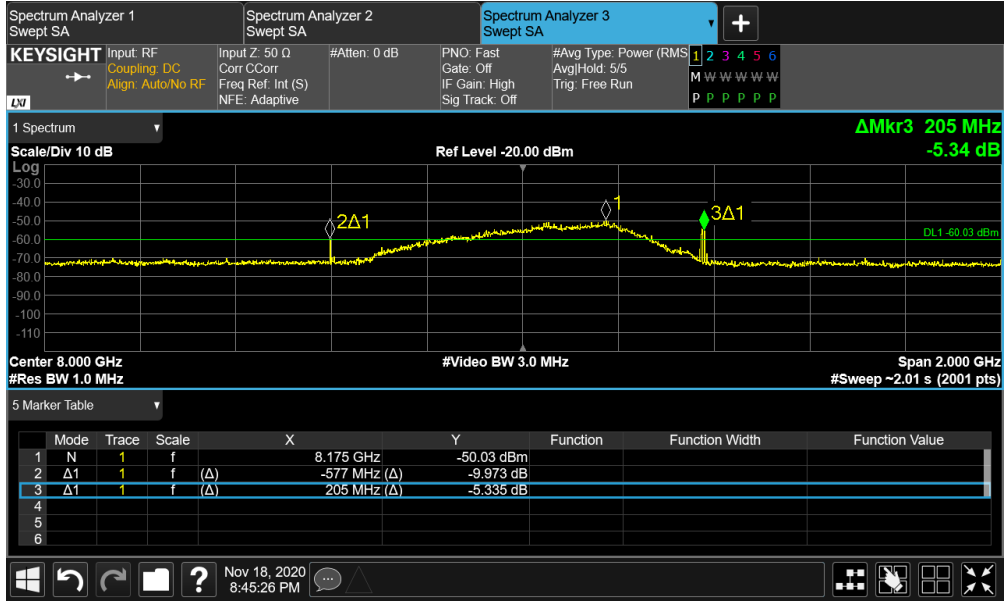 Spectrum Analyzer 1
Swept SA
Spectrum Analyzer 2
Swept SA
Spectrum Analyzer 3
Swept SA
KEYSIGHT
LXI
Input: RF
Coupling: DC
Align: Auto/No RF
Input Z: 50 Ω
Corr CCorr
Freq Ref: Int (S)
NFE: Adaptive
#Atten: 0 dB
PNO: Fast
Gate: Off
IF Gain: High
Sig Track: Off
#Avg Type: Power (RMS
Avg|Hold: 5/5
Trig: Free Run
1 2 3 4 5 6
M W W W W W
P P P P P P
1 Spectrum
ΔMkr3 205 MHz
-5.34 dB
Scale/Div 10 dB
Ref Level -20.00 dBm
Log
-30.0
-40.0
-50.0
-60.0
-70.0
-80.0
-90.0
-100
-110
2Δ1
1
3Δ1
DL1 -60.03 dBm
Center 8.000 GHz
#Video BW 3.0 MHz
Span 2.000 GHz
#Res BW 1.0 MHz
#Sweep ~2.01 s (2001 pts)
5 Marker Table
Mode Trace Scale X Y Function Function Width Function Value
1 N 1 f 8.175 GHz -50.03 dBm
2 Δ1 1 f (Δ) -577 MHz (Δ) -9.973 dB
3 Δ1 1 f (Δ) 205 MHz (Δ) -5.335 dB
4
5
6
?
Nov 18, 2020
8:45:26 PM